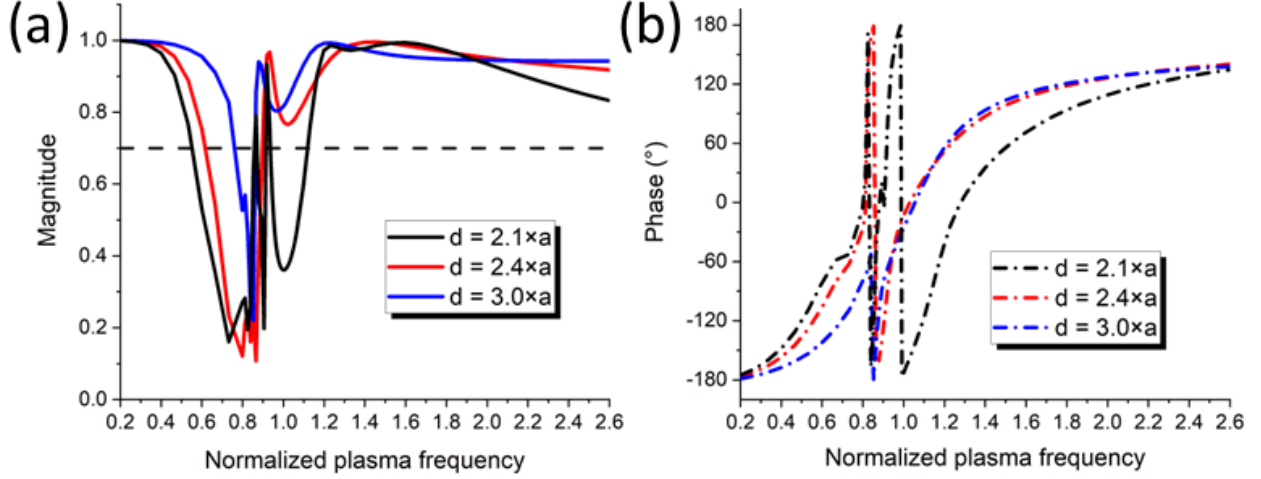 (a)
Magnitude
1.0
0.8
0.6
0.4
0.2
0.0
d = 2.1×a
d = 2.4×a
d = 3.0×a
0.2 0.4 0.6 0.8 1.0 1.2 1.4 1.6 1.8 2.0 2.2 2.4 2.6
Normalized plasma frequency
(b)
Phase (°)
180
120
60
0
-60
-120
-180
d = 2.1×a
d = 2.4×a
d = 3.0×a
0.2 0.4 0.6 0.8 1.0 1.2 1.4 1.6 1.8 2.0 2.2 2.4 2.6
Normalized plasma frequency